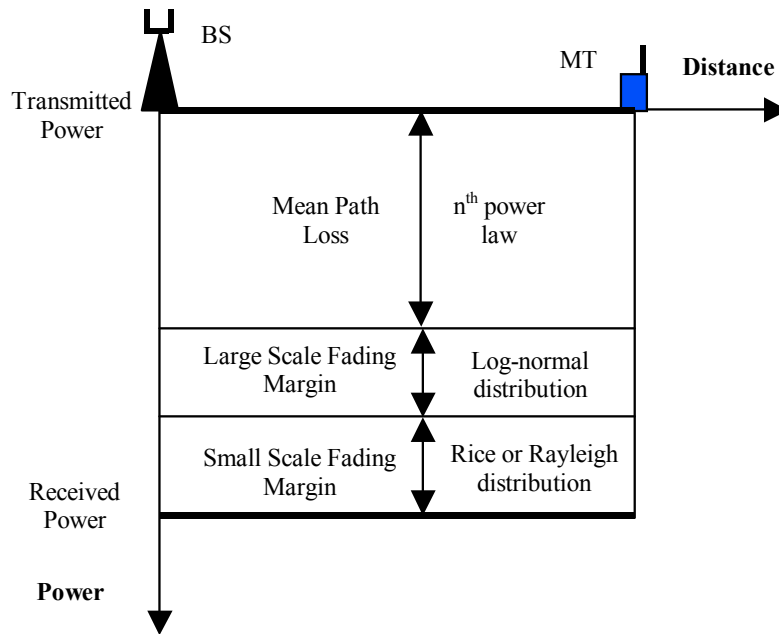 BS
MT
Distance
Transmitted
Power
Mean Path
Loss
nth power
law
Large Scale Fading
Margin
Log-normal
distribution
Small Scale Fading
Margin
Rice or Rayleigh
distribution
Received
Power
Power